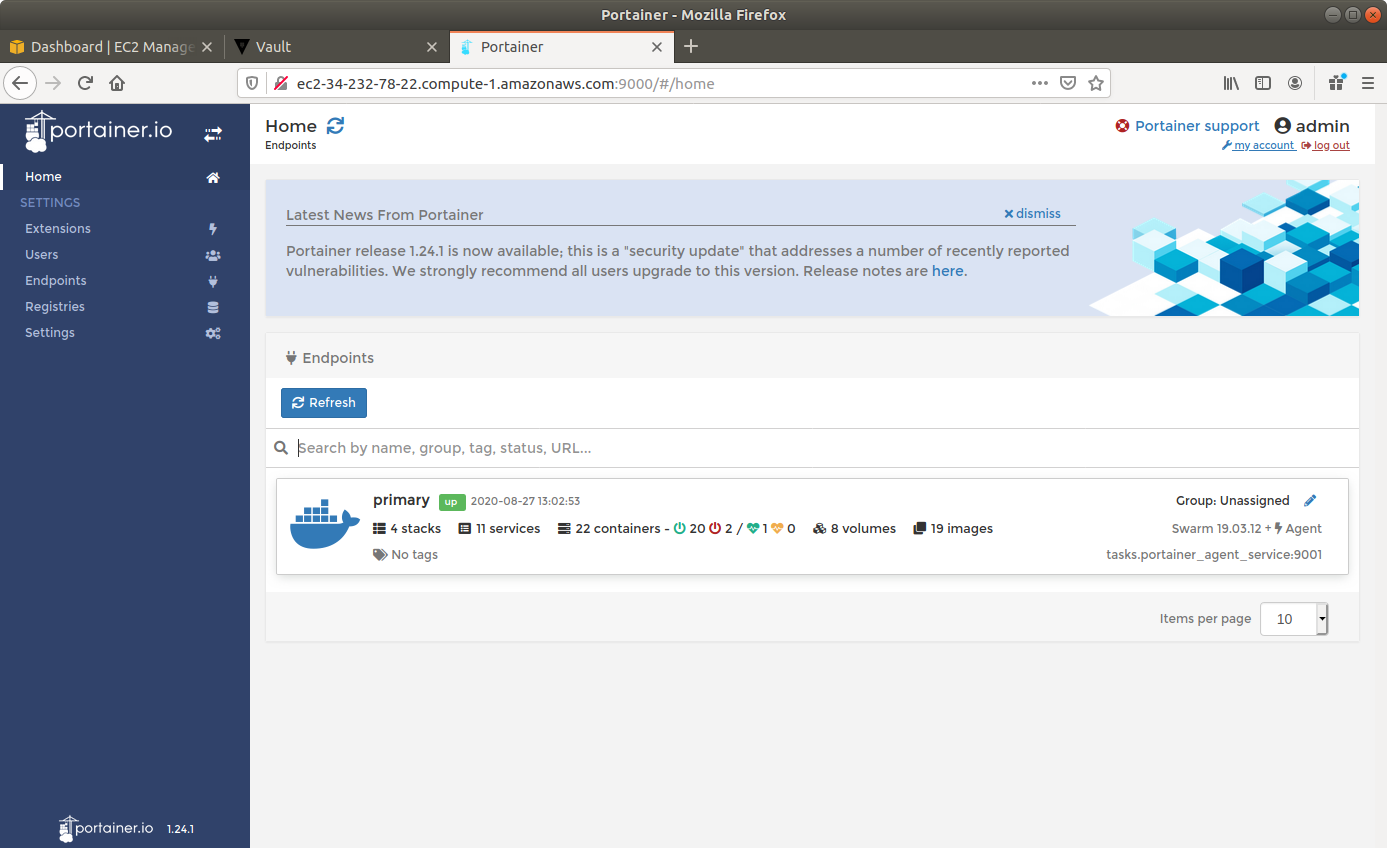 Portainer - Mozilla Firefox
Dashboard | EC2 Manage
Vault
Portainer
ec2-34-232-78-22.compute-1.amazonaws.com:9000/#/home
portainer.io
Home
SETTINGS
Extensions
Users
Endpoints
Registries
Settings
portainer.io 1.24.1
Home
Endpoints
Portainer support admin
my account log out
Latest News From Portainer
dismiss
Portainer release 1.24.1 is now available; this is a "security update" that addresses a number of recently reported
vulnerabilities. We strongly recommend all users upgrade to this version. Release notes are here.
Endpoints
Refresh
Search by name, group, tag, status, URL...
primary up 2020-08-27 13:02:53
Group: Unassigned
4 stacks 11 services 22 containers - 20 2 / 1 0 8 volumes 19 images
Swarm 19.03.12 + Agent
No tags
tasks.portainer_agent_service:9001
Items per page 10